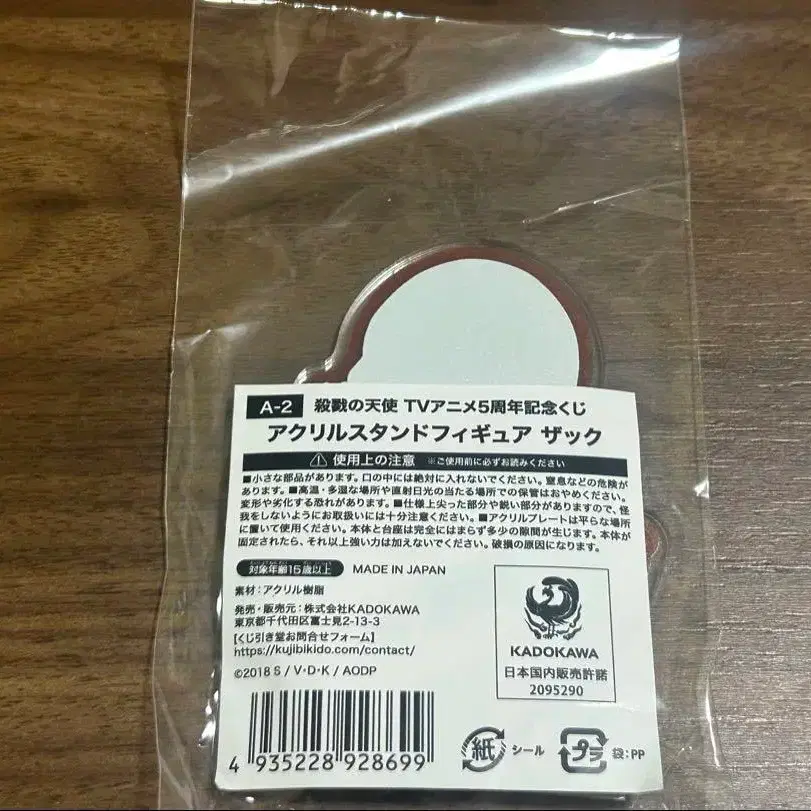 A-2 殺戮の天使 TVアニメ5周年記念くじ
アクリルスタンドフィギュア ザック
⚠ 使用上の注意 ※ご使用前に必ずお読みください
■小さな部品があります。口の中には絶対に入れないでください。窒息などの危険が
あります。■高温・多湿な場所や直射日光の当たる場所での保管はおやめください。
変形や劣化する恐れがあります。■仕様上尖った部分や鋭い部分がありますので、怪
我をしないようにお取扱いには十分注意ください。■アクリルプレートは平らな場所
に置いて使用ください。本体と台座は完全にはまらず多少の隙間が生じます。本体が
固定されたら、それ以上強い力は加えないでください。破損の原因になります。
対象年齢15歳以上 MADE IN JAPAN
素材:アクリル樹脂
発売・販売元:株式会社KADOKAWA
東京都千代田区富士見2-13-3
【くじ引き堂お問合せフォーム】
https://kujibikido.com/contact/
©2018 S / V・D・K / AODP
KADOKAWA
日本国内販売許諾
2095290
4 935228 928699
紙 シール
プラ 袋:PP